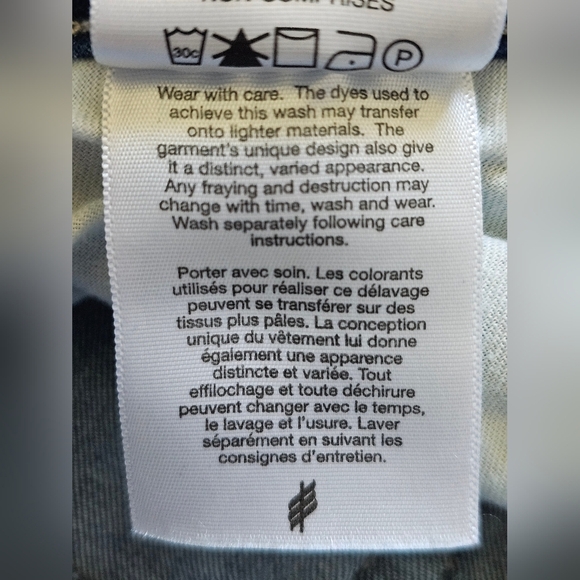 NON COMPRISES
30c P
Wear with care. The dyes used to
achieve this wash may transfer
onto lighter materials. The
garment's unique design also give
it a distinct, varied appearance.
Any fraying and destruction may
change with time, wash and wear.
Wash separately following care
instructions.
Porter avec soin. Les colorants
utilisés pour réaliser ce délavage
peuvent se transférer sur des
tissus plus pâles. La conception
unique du vêtement lui donne
également une apparence
distincte et variée. Tout
effilochage et toute déchirure
peuvent changer avec le temps,
le lavage et l'usure. Laver
séparément en suivant les
consignes d'entretien.